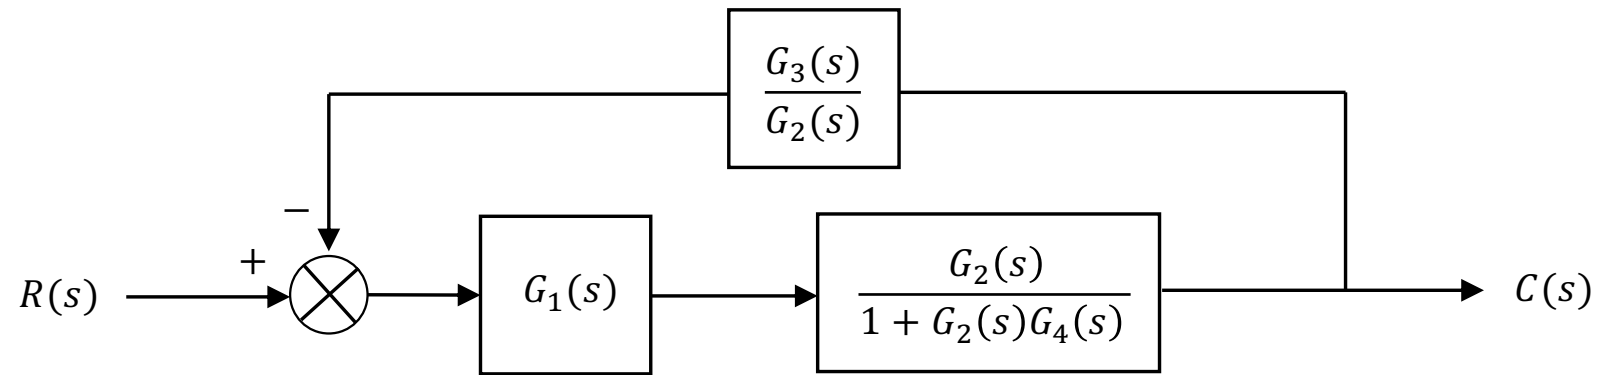 G₃(s)
G₂(s)
−
+
R(s)
G₁(s)
G₂(s)
1 + G₂(s)G₄(s)
C(s)